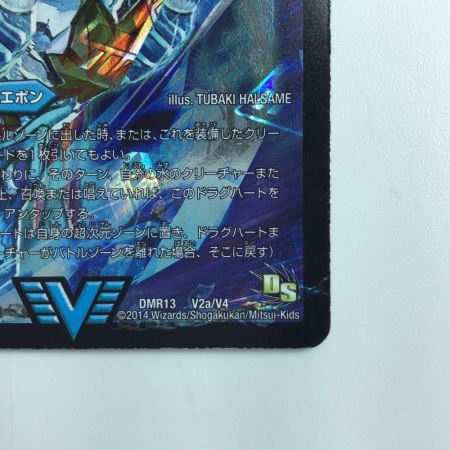 エポン
illus. TUBAKI HALSAME
ルゾーンに出した時、または、これを装備したクリー
ードを1枚引いてもよい。
わりに、そのターン、自分の水のクリーチャーまた
上、召喚または唱えていれば、このドラグハートを
アンタップする。
ートは自身の超次元ゾーンに置き、ドラグハートま
チャーがバトルゾーンを離れた場合、そこに戻す)
DS
V
DMR13 V2a/V4
©2014 Wizards/Shogakukan/Mitsui-Kids